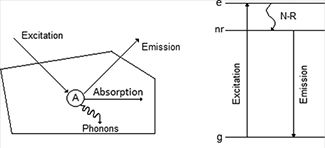 Excitation
Emission
A
Absorption
Phonons
e
N-R
nr
Excitation
Emission
g